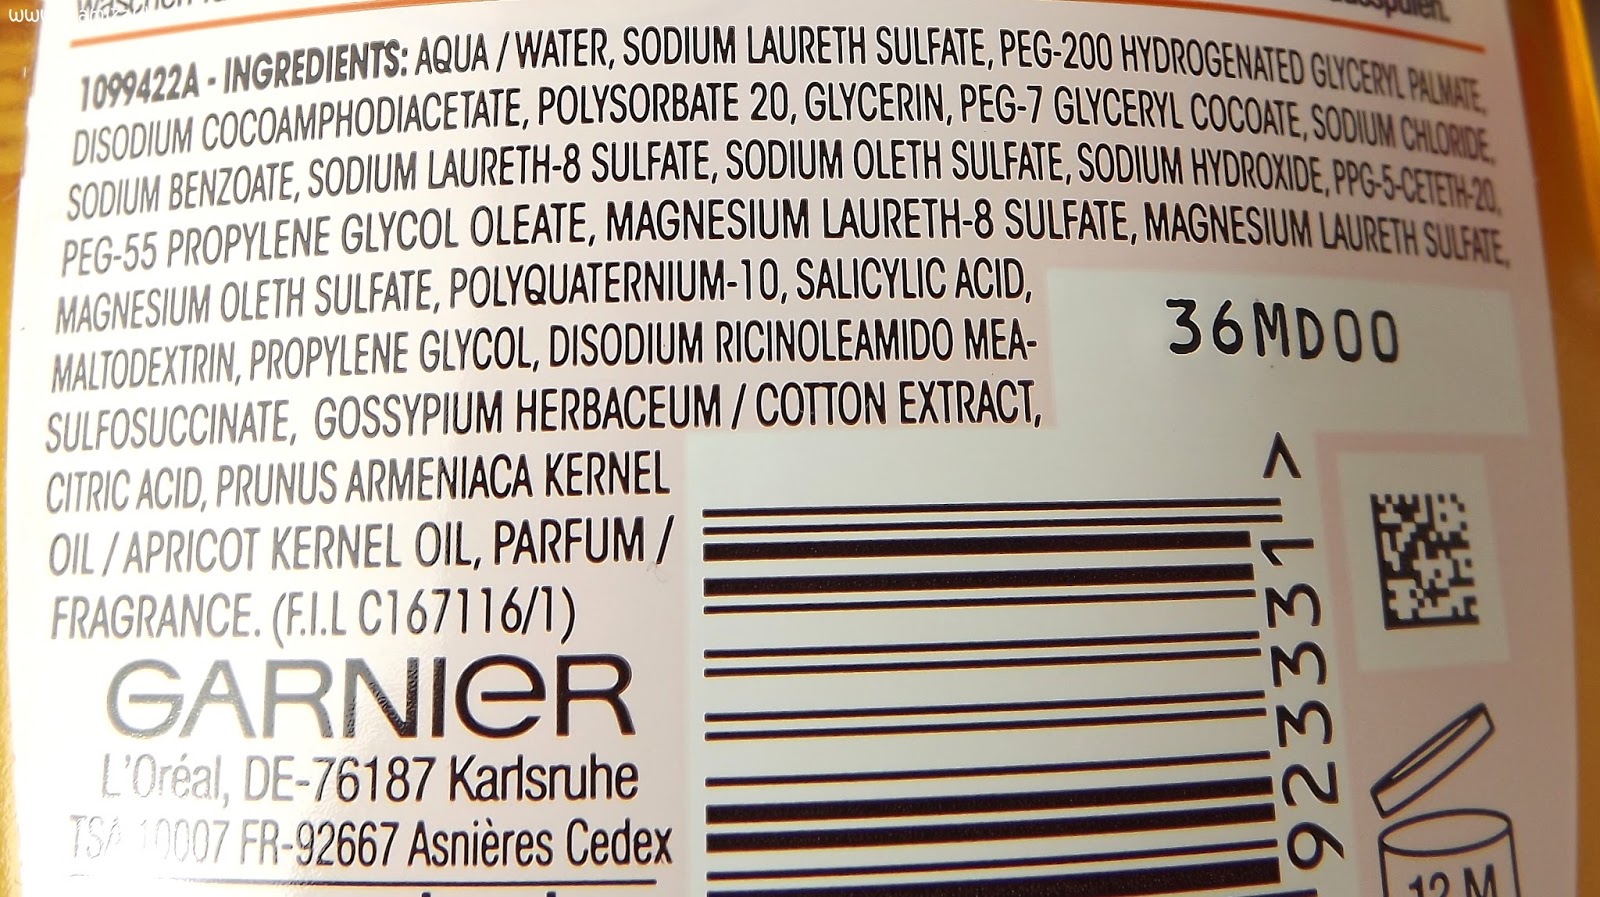 1099422A - INGREDIENTS: AQUA / WATER, SODIUM LAURETH SULFATE, PEG-200 HYDROGENATED GLYCERYL PALMATE,
DISODIUM COCOAMPHODIACETATE, POLYSORBATE 20, GLYCERIN, PEG-7 GLYCERYL COCOATE, SODIUM CHLORIDE,
SODIUM BENZOATE, SODIUM LAURETH-8 SULFATE, SODIUM OLETH SULFATE, SODIUM HYDROXIDE, PPG-5-CETETH-20,
PEG-55 PROPYLENE GLYCOL OLEATE, MAGNESIUM LAURETH-8 SULFATE, MAGNESIUM LAURETH SULFATE,
MAGNESIUM OLETH SULFATE, POLYQUATERNIUM-10, SALICYLIC ACID,
MALTODEXTRIN, PROPYLENE GLYCOL, DISODIUM RICINOLEAMIDO MEA-
SULFOSUCCINATE, GOSSYPIUM HERBACEUM / COTTON EXTRACT,
CITRIC ACID, PRUNUS ARMENIACA KERNEL
OIL / APRICOT KERNEL OIL, PARFUM /
FRAGRANCE. (F.I.L C167116/1)
36MD00
GARNIER
L'Oréal, DE-76187 Karlsruhe
TSA 10007 FR-92667 Asnières Cedex
923331 >
12 M